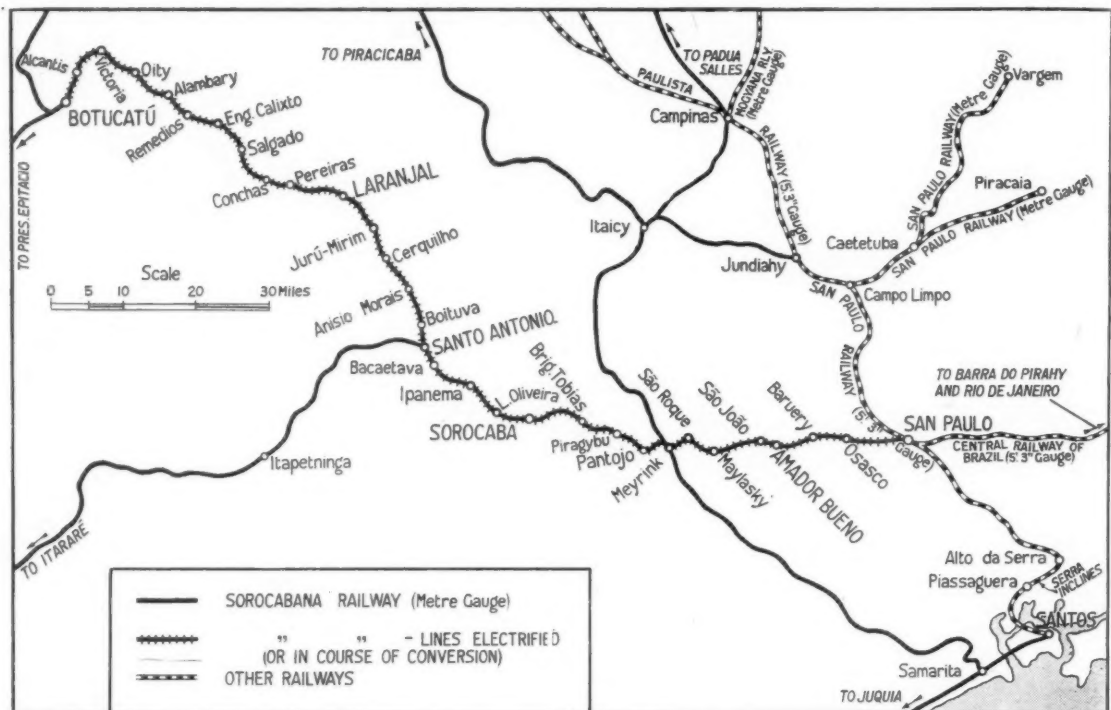 TO PIRACICABA
TO PADUA
SALLES
PAULISTA
MOGYANA RLY
(Metre Gauge)
Campinas
RAILWAY (5'.3" Gauge)
Vargem
SAN PAULO RAILWAY (Metre Gauge)
Piracaia
SAN PAULO RAILWAY (Metre Gauge)
Caetetuba
Campo Limpo
Jundiahy
Itaicy
SAN PAULO
RAILWAY (5'.3" Gauge)
Alcantis
Victoria
Oity
Alambary
BOTUCATÚ
Remedios
Eng. Calixto
Salgado
Conchas
Pereiras
LARANJAL
TO PRES. EPITACIO
Jurú-Mirim
Cerquilho
Scale
0 5 10 20 30 Miles
Anisio Morais
Boituva
SANTO ANTONIO
Bacaetava
Ipanema
L. Oliveira
SOROCABA
Brig. Tobias
Piragybu
Pantojo
Meyrink
São Roque
Maylasky
São João
AMADOR BUENO
Baruery
Osasco
SAN PAULO
TO BARRA DO PIRAHY
AND RIO DE JANEIRO
CENTRAL RAILWAY OF
BRAZIL (5'.3" Gauge)
Itapetninga
TO ITARARÉ
Alto da Serra
Piassaguera
SERRA
INCLINES
SANTOS
Samarita
TO JUQUIA
SOROCABANA RAILWAY (Metre Gauge)
" " - LINES ELECTRIFIED
(OR IN COURSE OF CONVERSION)
OTHER RAILWAYS